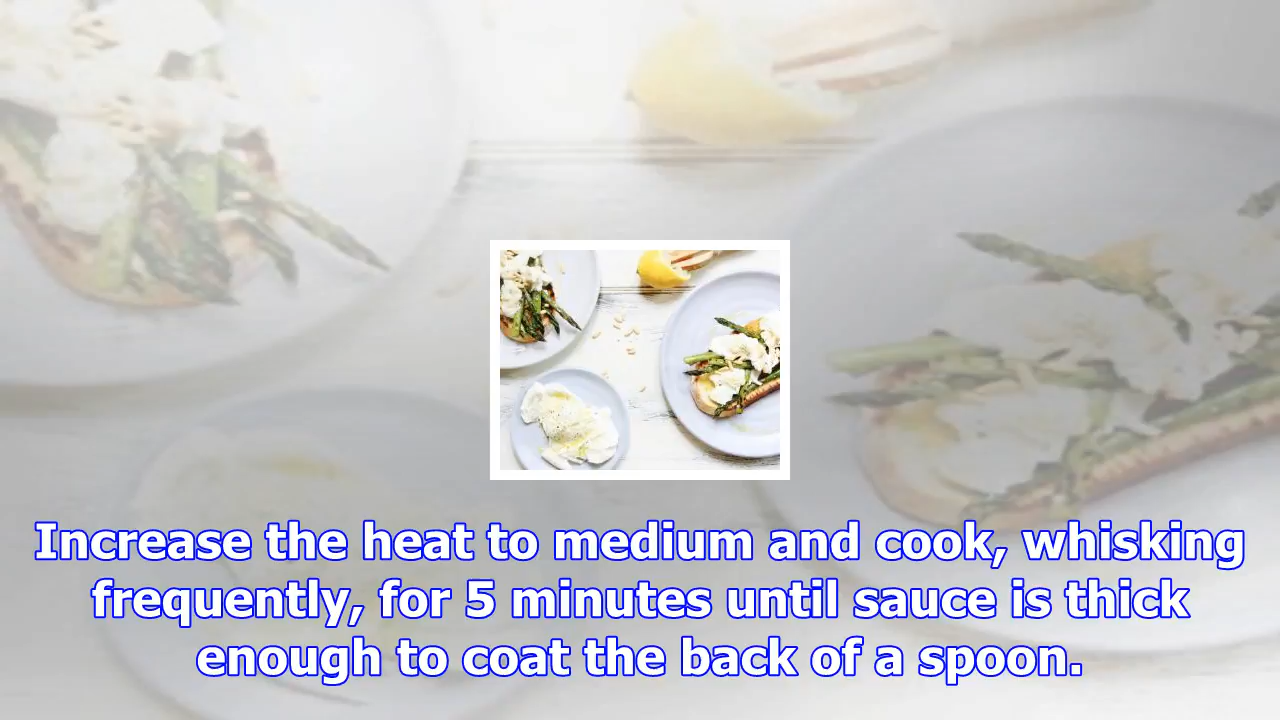 Increase the heat to medium and cook, whisking
frequently, for 5 minutes until sauce is thick
enough to coat the back of a spoon.